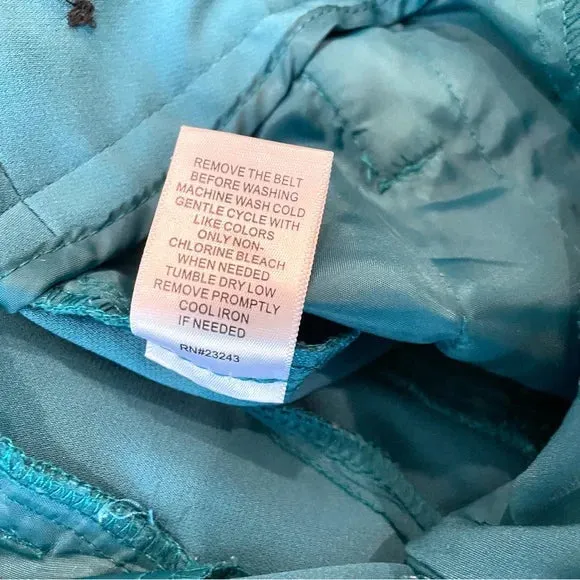 REMOVE THE BELT
BEFORE WASHING
MACHINE WASH COLD
GENTLE CYCLE WITH
LIKE COLORS
ONLY NON-
CHLORINE BLEACH
WHEN NEEDED
TUMBLE DRY LOW
REMOVE PROMPTLY
COOL IRON
IF NEEDED
RN#23243